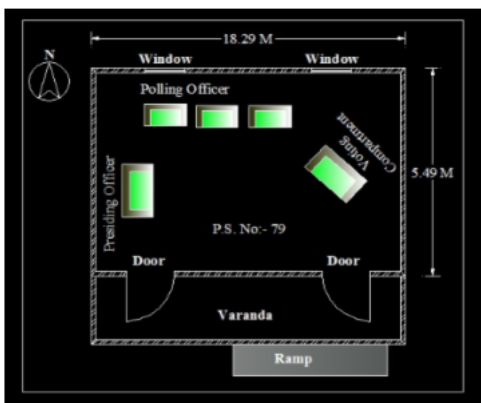 18.29 M
N
Window
Window
Polling Officer
Voting
Compartment
5.49 M
Presiding Officer
P.S. No:- 79
Door
Door
Varanda
Ramp